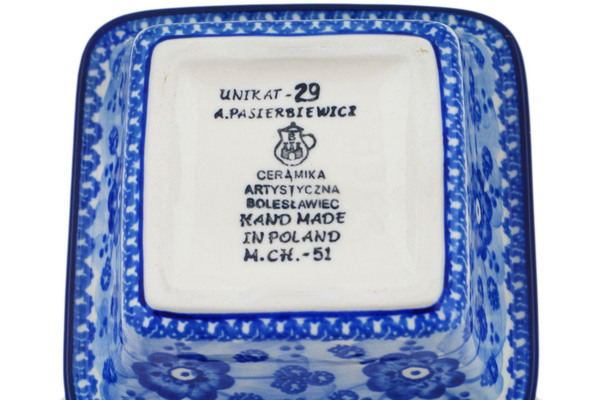 UNIKAT-29
A.PASIERBIEWICZ
B
CERAMIKA
ARTYSTYCZNA
BOLESŁAWIEC
HAND MADE
IN POLAND
M.CH.-51